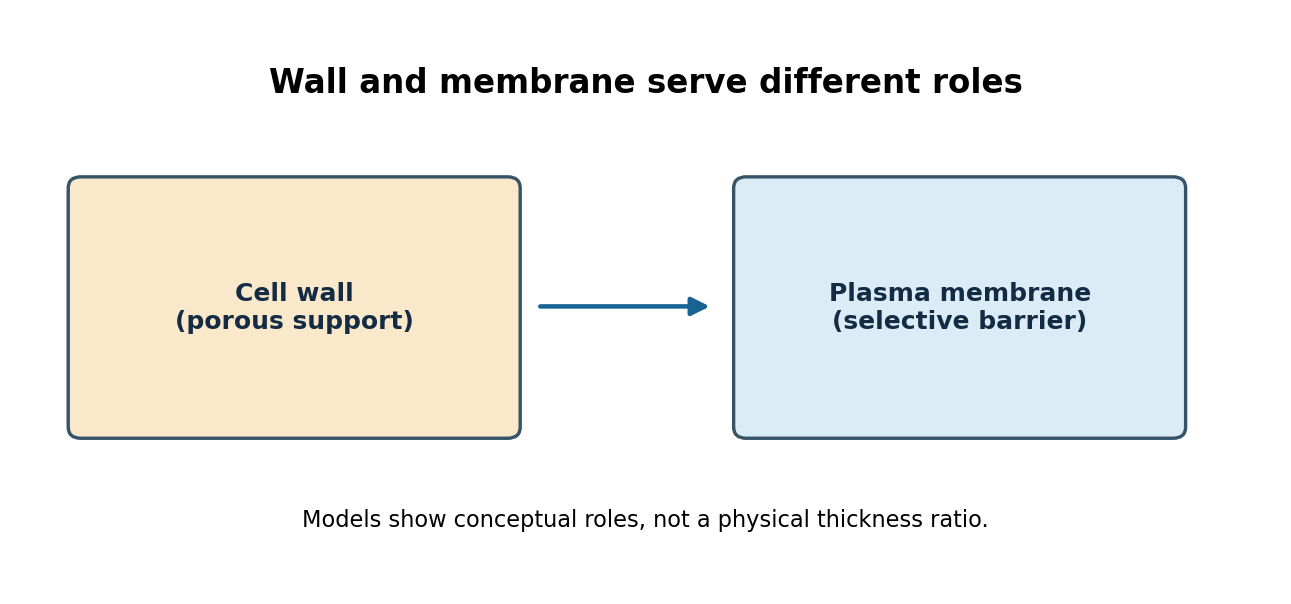 Wall and membrane serve different roles
Cell wall
(porous support)
Plasma membrane
(selective barrier)
Models show conceptual roles, not a physical thickness ratio.